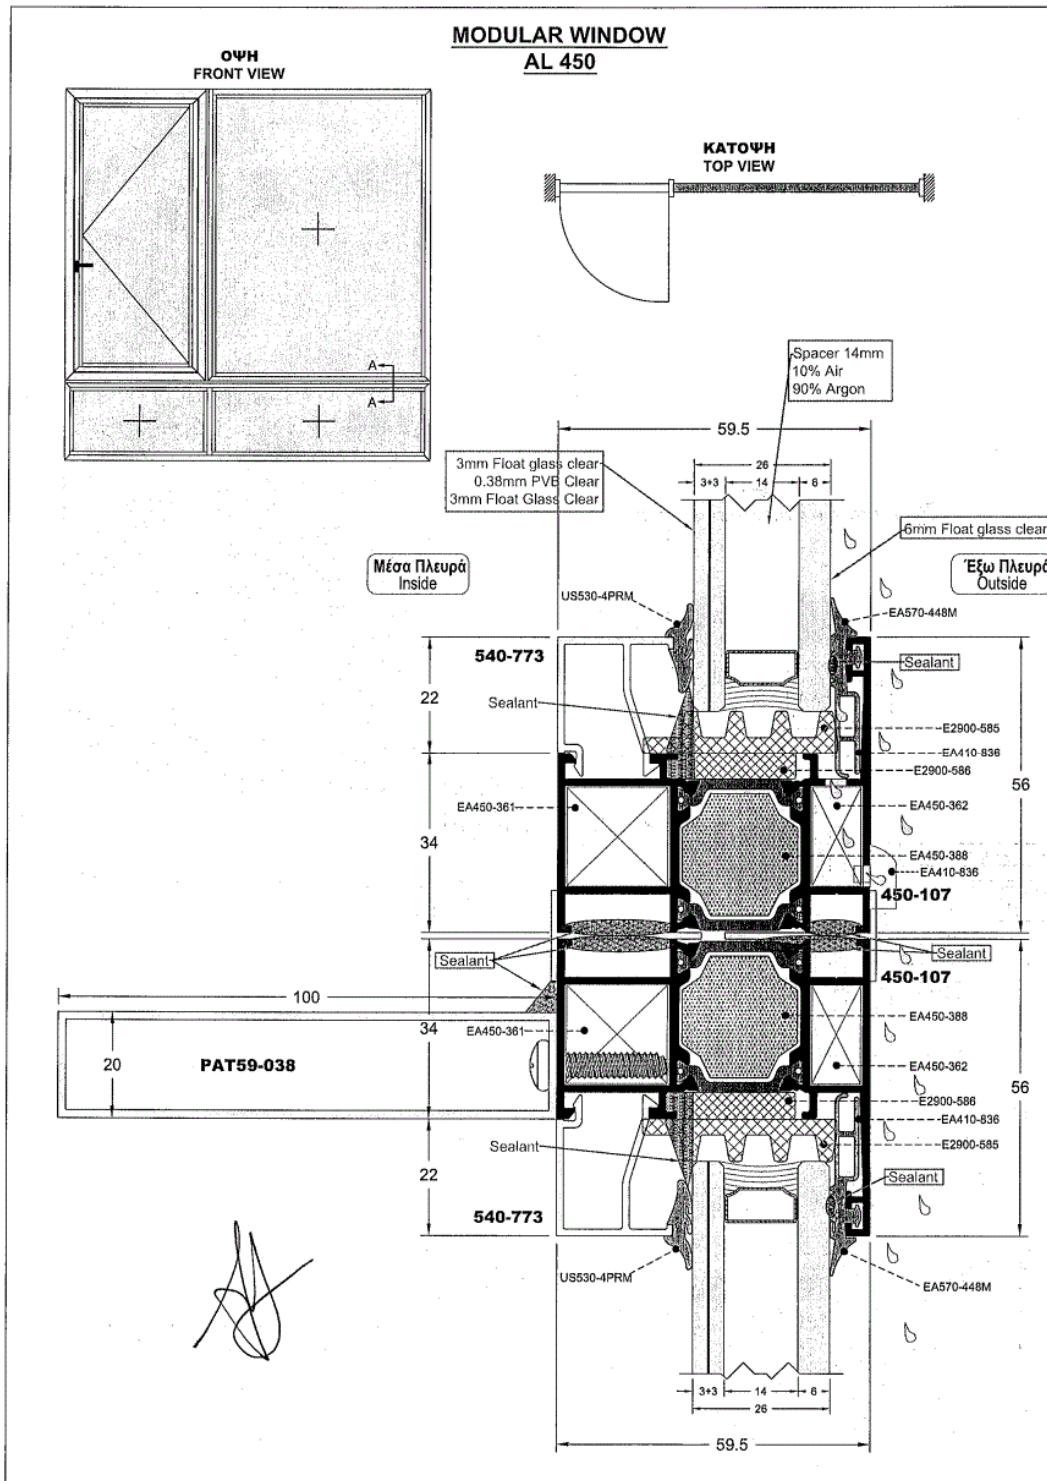 MODULAR WINDOW
AL 450
ΟΨΗ
FRONT VIEW
ΚΑΤΟΨΗ
TOP VIEW
A
A
Spacer 14mm
10% Air
90% Argon
59.5
26
3+3
14
6
3mm Float glass clear
0.38mm PVB Clear
3mm Float Glass Clear
6mm Float glass clear
Μέσα Πλευρά
Inside
Έξω Πλευρά
Outside
US530-4PRM
EA570-448M
540-773
Sealant
22
Sealant
E2900-585
EA410-836
E2900-586
56
EA450-361
EA450-362
34
EA450-388
EA410-836
450-107
Sealant
Sealant
450-107
100
34
EA450-361
EA450-388
20
PAT59-038
EA450-362
56
E2900-586
EA410-836
Sealant
E2900-585
22
Sealant
540-773
US530-4PRM
EA570-448M
3+3
14
6
26
59.5